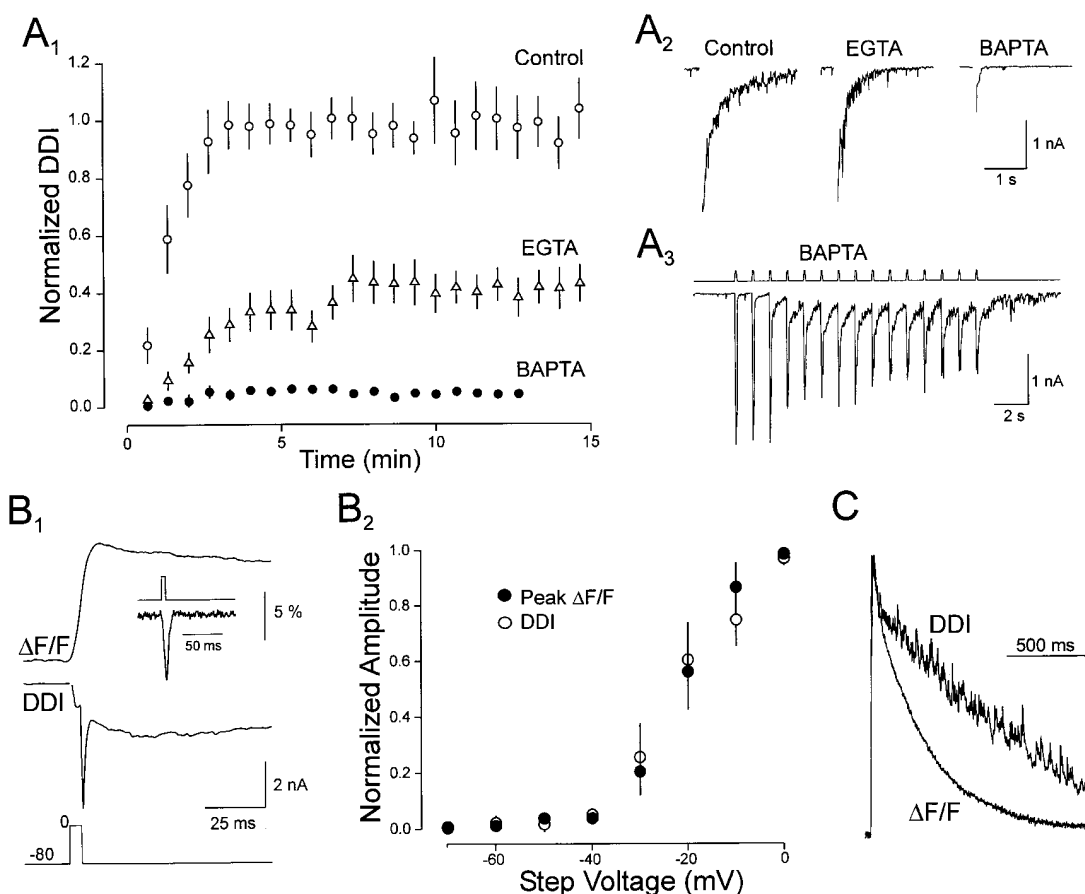 A1
Normalized DDI
1.2
1.0
0.8
0.6
0.4
0.2
0.0
Control
EGTA
BAPTA
0
5
10
15
Time (min)
A2
Control
EGTA
BAPTA
1 nA
1 s
A3
BAPTA
1 nA
2 s
B1
ΔF/F
5 %
50 ms
DDI
2 nA
25 ms
0
-80
B2
Normalized Amplitude
1.0
0.8
0.6
0.4
0.2
0.0
Peak ΔF/F
DDI
-60
-40
-20
0
Step Voltage (mV)
C
DDI
500 ms
ΔF/F